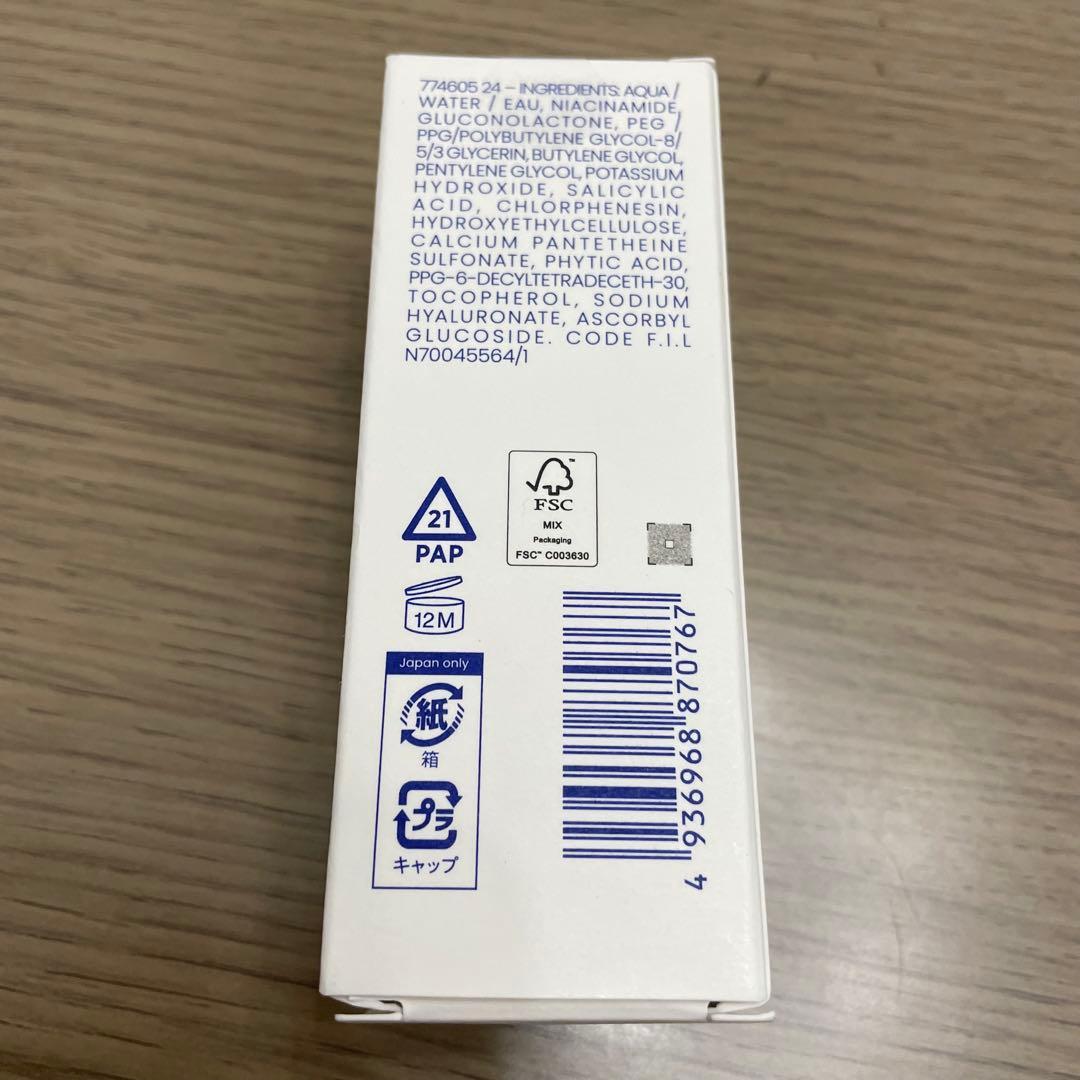 774605 24 – INGREDIENTS: AQUA /
WATER / EAU, NIACINAMIDE,
GLUCONOLACTONE, PEG /
PPG/POLYBUTYLENE GLYCOL-8/
5/3 GLYCERIN, BUTYLENE GLYCOL,
PENTYLENE GLYCOL, POTASSIUM
HYDROXIDE, SALICYLIC
ACID, CHLORPHENESIN,
HYDROXYETHYLCELLULOSE,
CALCIUM PANTETHEINE
SULFONATE, PHYTIC ACID,
PPG-6-DECYLTETRADECETH-30,
TOCOPHEROL, SODIUM
HYALURONATE, ASCORBYL
GLUCOSIDE. CODE F.I.L
N70045564/1
21
PAP
FSC
MIX
Packaging
FSC™ C003630
12M
Japan only
紙
箱
プラ
キャップ
4 936968 870767